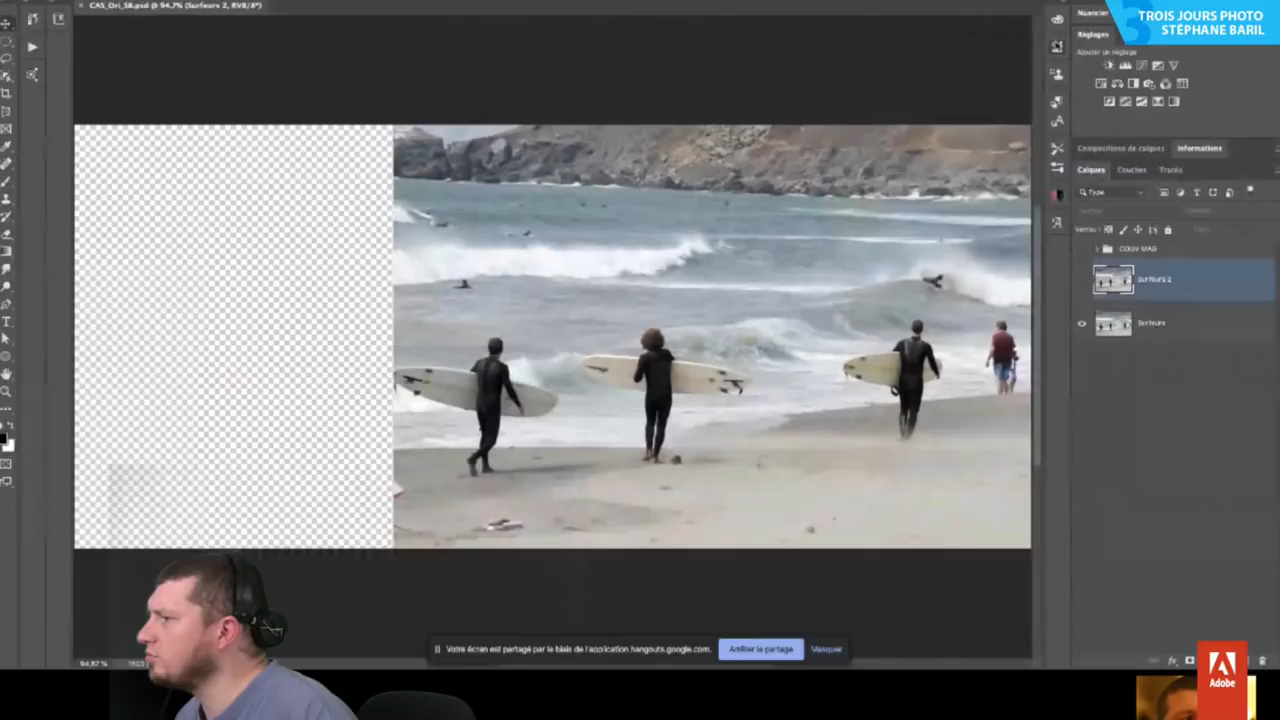 CAS_Ori_SB.psd @ 94,7% (Surfeurs 2, RVB/8*)
TROIS JOURS PHOTO
STÉPHANE BARIL
Nuancier
Réglages
Ajouter un réglage
Compositions de calques
Informations
Calques
Couches
Tracés
Type
COUV MAG
Surfeurs 2
Surfeurs
Votre écran est partagé par le biais de l'application hangouts.google.com.
Arrêter le partage
Masquer
94,67 %
Adobe